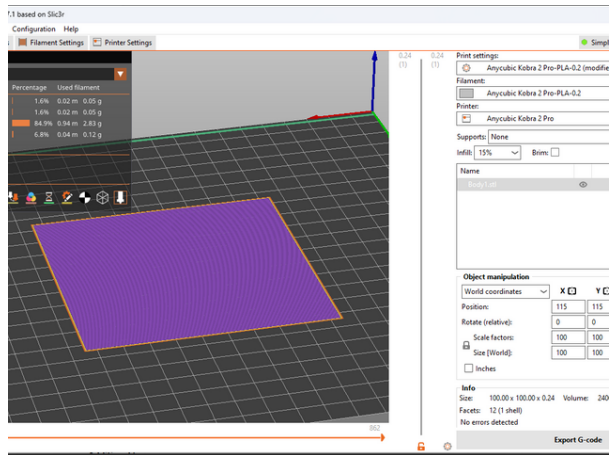 7.1 based on Slic3r
Configuration Help
Filament Settings Printer Settings Simpl
0.24 0.24
(1) (1)
Percentage Used filament
1.6% 0.02 m 0.05 g
1.6% 0.02 m 0.05 g
84.9% 0.94 m 2.83 g
6.8% 0.04 m 0.12 g
Print settings:
Anycubic Kobra 2 Pro-PLA-0.2 (modifie
Filament:
Anycubic Kobra 2 Pro-PLA-0.2
Printer:
Anycubic Kobra 2 Pro
Supports: None
Infill: 15% Brim:
Name
Body1.stl
Object manipulation
World coordinates X Y
Position: 115 115
Rotate (relative): 0 0
Scale factors: 100 100
Size [World]: 100 100
Inches
Info
Size: 100.00 x 100.00 x 0.24 Volume: 240
Facets: 12 (1 shell)
No errors detected
862
Export G-code